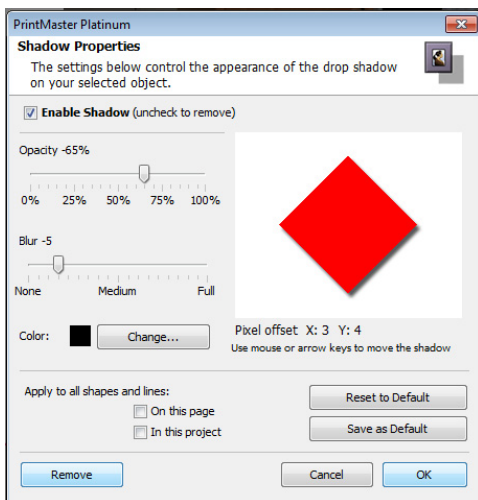 PrintMaster Platinum
Shadow Properties
The settings below control the appearance of the drop shadow
on your selected object.
Enable Shadow (uncheck to remove)
Opacity -65%
0% 25% 50% 75% 100%
Blur -5
None Medium Full
Color: Change...
Pixel offset X: 3 Y: 4
Use mouse or arrow keys to move the shadow
Apply to all shapes and lines:
On this page
In this project
Reset to Default
Save as Default
Remove Cancel OK